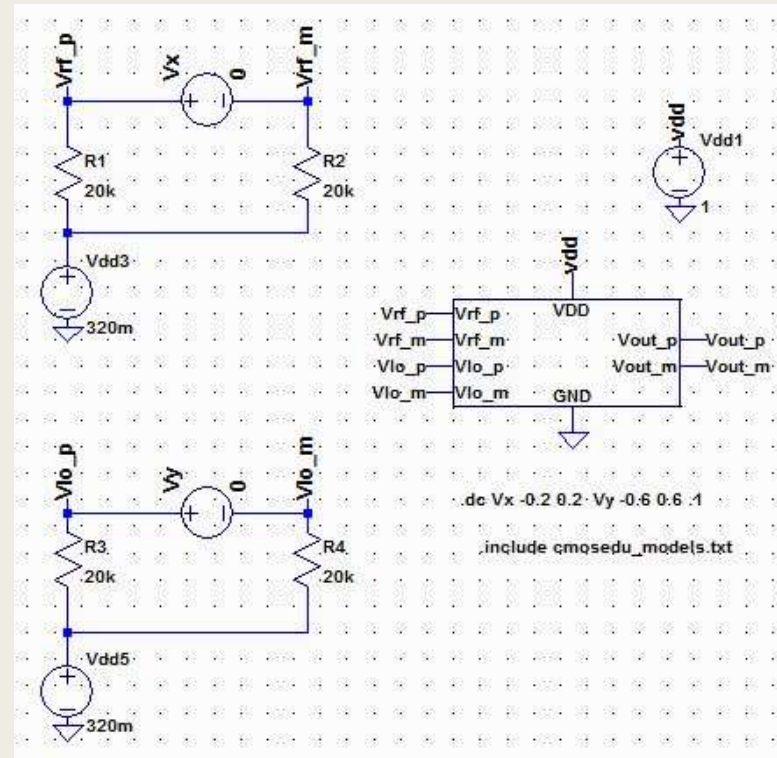 Vrf_p
Vx
0
Vrf_m
R1
20k
R2
20k
Vdd3
320m
vdd
Vdd1
1
vdd
VDD
Vrf_p Vrf_p
Vrf_m Vrf_m Vout_p Vout_p
Vlo_p Vlo_p Vout_m Vout_m
Vlo_m Vlo_m GND
Vlo_p
Vy
0
Vlo_m
R3
20k
R4
20k
Vdd5
320m
.dc Vx -0.2 0.2 Vy -0.6 0.6 .1
.include cmosedu_models.txt